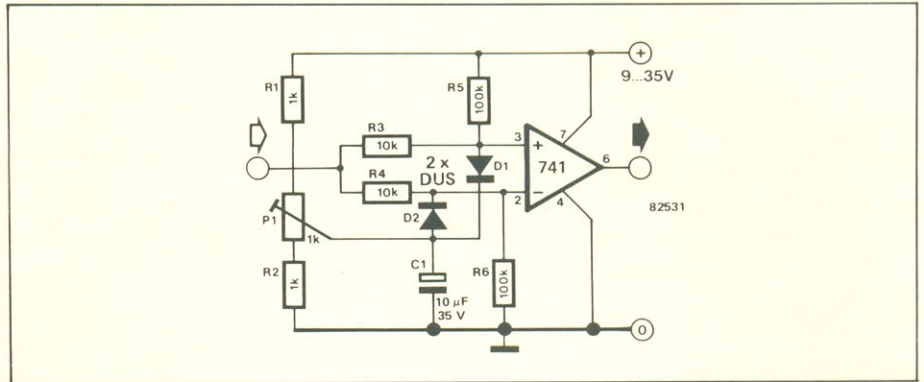 +
9...35V
R1
1k
R5
100k
R3
10k
3
7
+
2 x
DUS
D1
741
6
R4
10k
−
2
4
82531
P1
1k
D2
R2
1k
C1
10 µF
35 V
R6
100k
0